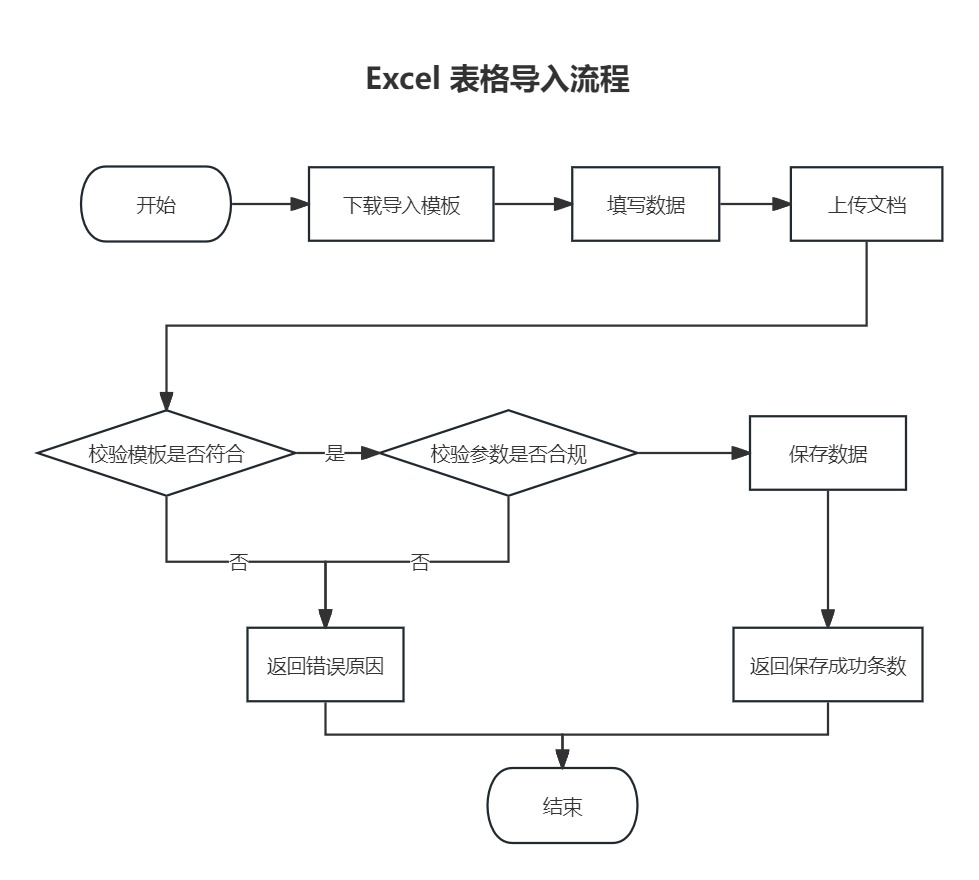 Excel 表格导入流程
开始
下载导入模板
填写数据
上传文档
校验模板是否符合
是
校验参数是否合规
保存数据
否
否
返回错误原因
返回保存成功条数
结束